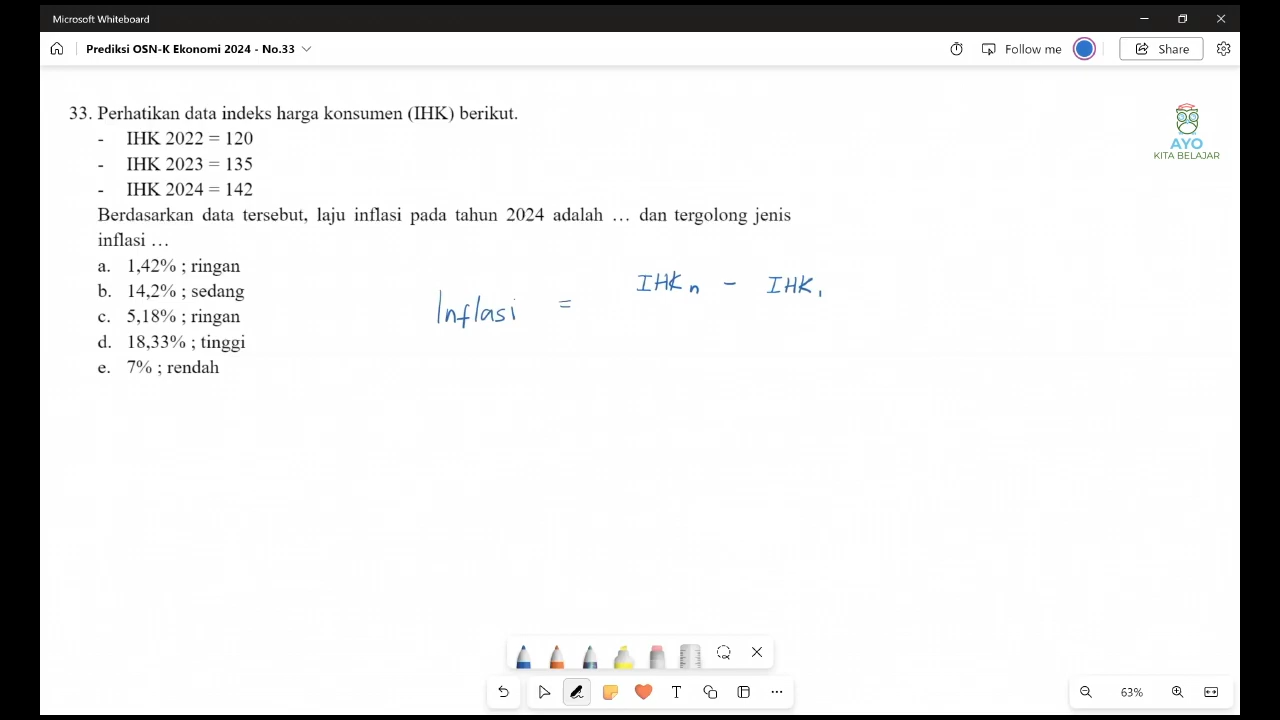 Microsoft Whiteboard
Prediksi OSN-K Ekonomi 2024 - No.33
Follow me
Share
33. Perhatikan data indeks harga konsumen (IHK) berikut.
- IHK 2022 = 120
- IHK 2023 = 135
- IHK 2024 = 142
Berdasarkan data tersebut, laju inflasi pada tahun 2024 adalah … dan tergolong jenis
inflasi …
a. 1,42% ; ringan
b. 14,2% ; sedang
c. 5,18% ; ringan
d. 18,33% ; tinggi
e. 7% ; rendah
AYO
KITA BELAJAR
IHK n - IHK
Inflasi =
63%